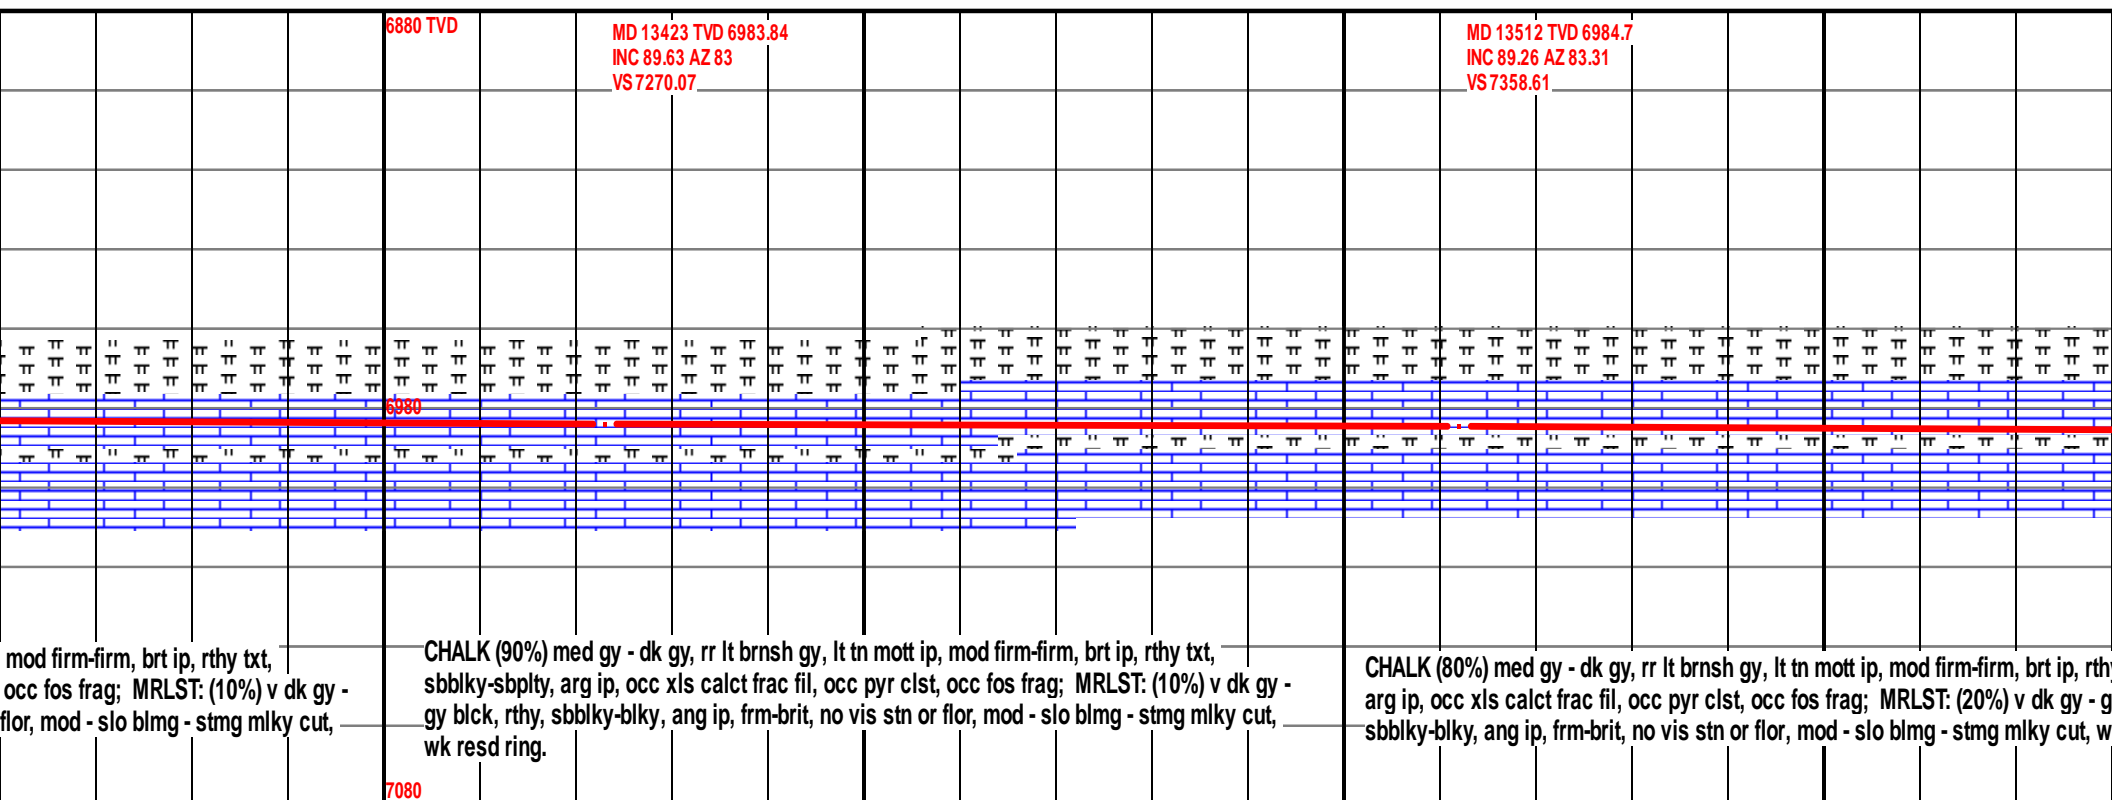 6880 TVD
MD 13423 TVD 6983.84
INC 89.63 AZ 83
VS 7270.07
MD 13512 TVD 6984.7
INC 89.26 AZ 83.31
VS 7358.61
6980
mod firm-firm, brt ip, rthy txt,
occ fos frag; MRLST: (10%) v dk gy -
flor, mod - slo blmg - stmg mlky cut,
CHALK (90%) med gy - dk gy, rr lt brnsh gy, lt tn mott ip, mod firm-firm, brt ip, rthy txt,
sbblky-sbplty, arg ip, occ xls calct frac fil, occ pyr clst, occ fos frag; MRLST: (10%) v dk gy -
gy blck, rthy, sbblky-blky, ang ip, frm-brit, no vis stn or flor, mod - slo blmg - stmg mlky cut,
wk resd ring.
CHALK (80%) med gy - dk gy, rr lt brnsh gy, lt tn mott ip, mod firm-firm, brt ip, rthy
arg ip, occ xls calct frac fil, occ pyr clst, occ fos frag; MRLST: (20%) v dk gy - g
sbblky-blky, ang ip, frm-brit, no vis stn or flor, mod - slo blmg - stmg mlky cut, w
7080